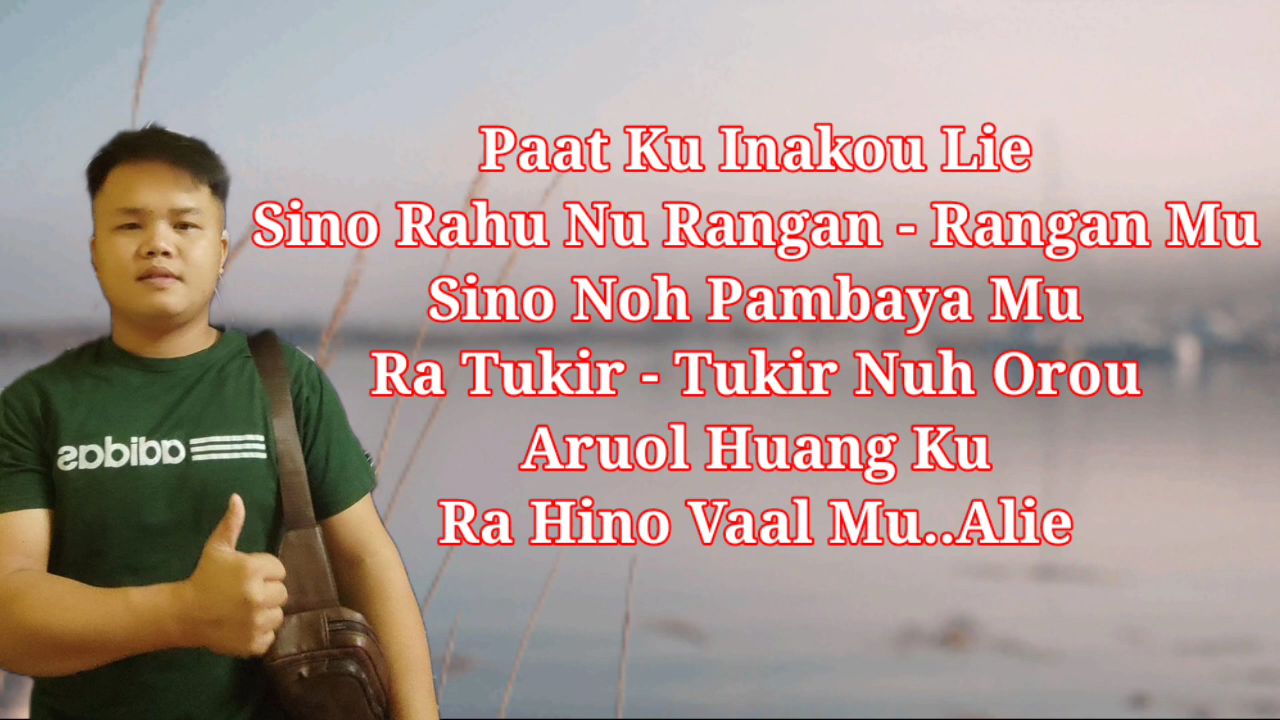 Paat Ku Inakou Lie
Sino Rahu Nu Rangan - Rangan Mu
Sino Noh Pambaya Mu
Ra Tukir - Tukir Nuh Orou
Aruol Huang Ku
Ra Hino Vaal Mu..Alie
adidas